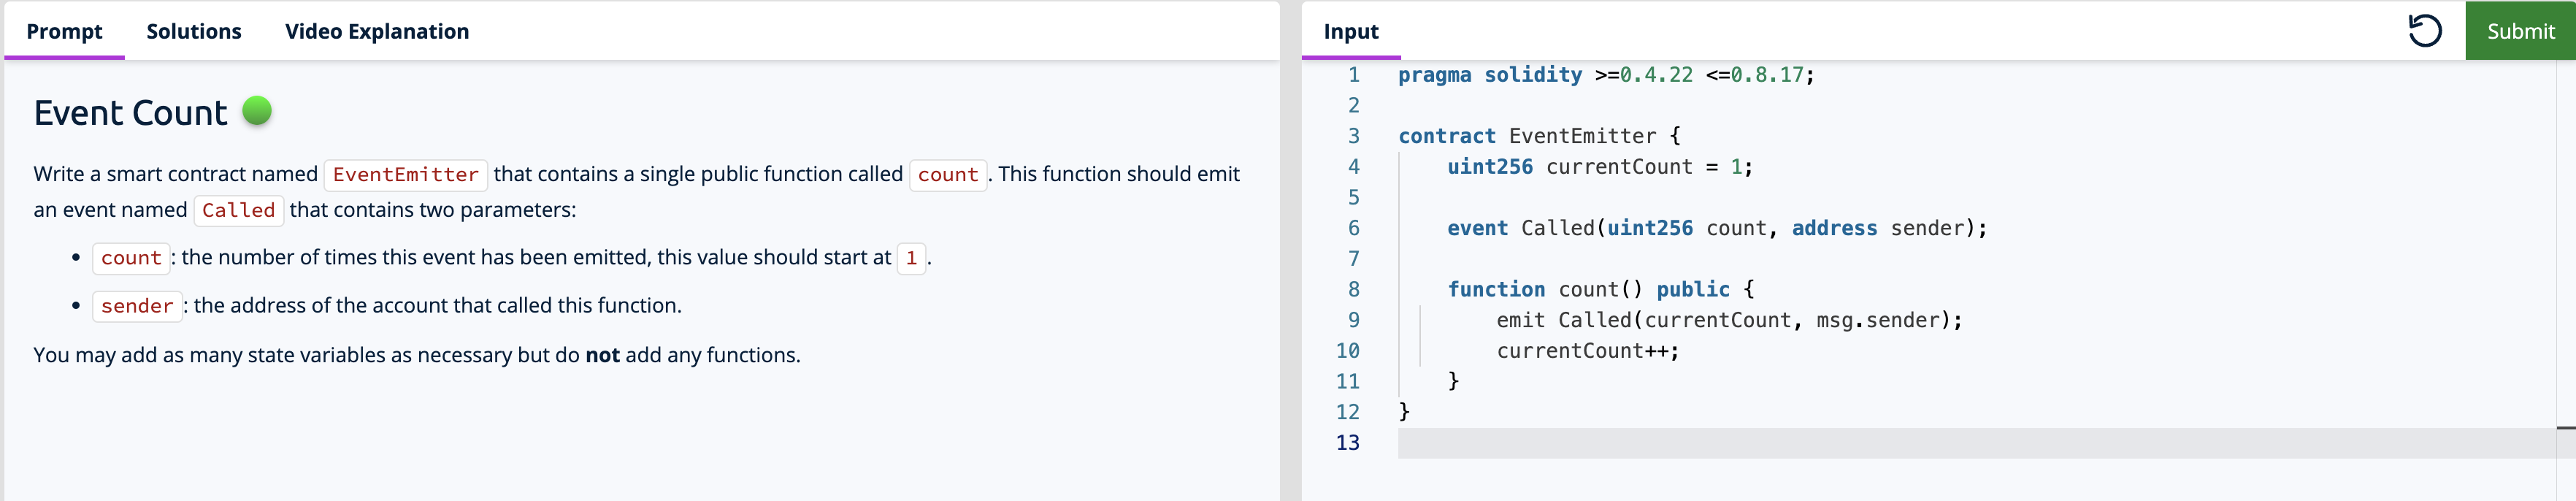 Prompt Solutions Video Explanation
Event Count
Write a smart contract named EventEmitter that contains a single public function called count. This function should emit
an event named Called that contains two parameters:
• count: the number of times this event has been emitted, this value should start at 1.
• sender: the address of the account that called this function.
You may add as many state variables as necessary but do not add any functions.
Input Submit
1 pragma solidity >=0.4.22 <=0.8.17;
2
3 contract EventEmitter {
4     uint256 currentCount = 1;
5
6     event Called(uint256 count, address sender);
7
8     function count() public {
9         emit Called(currentCount, msg.sender);
10         currentCount++;
11     }
12 }
13